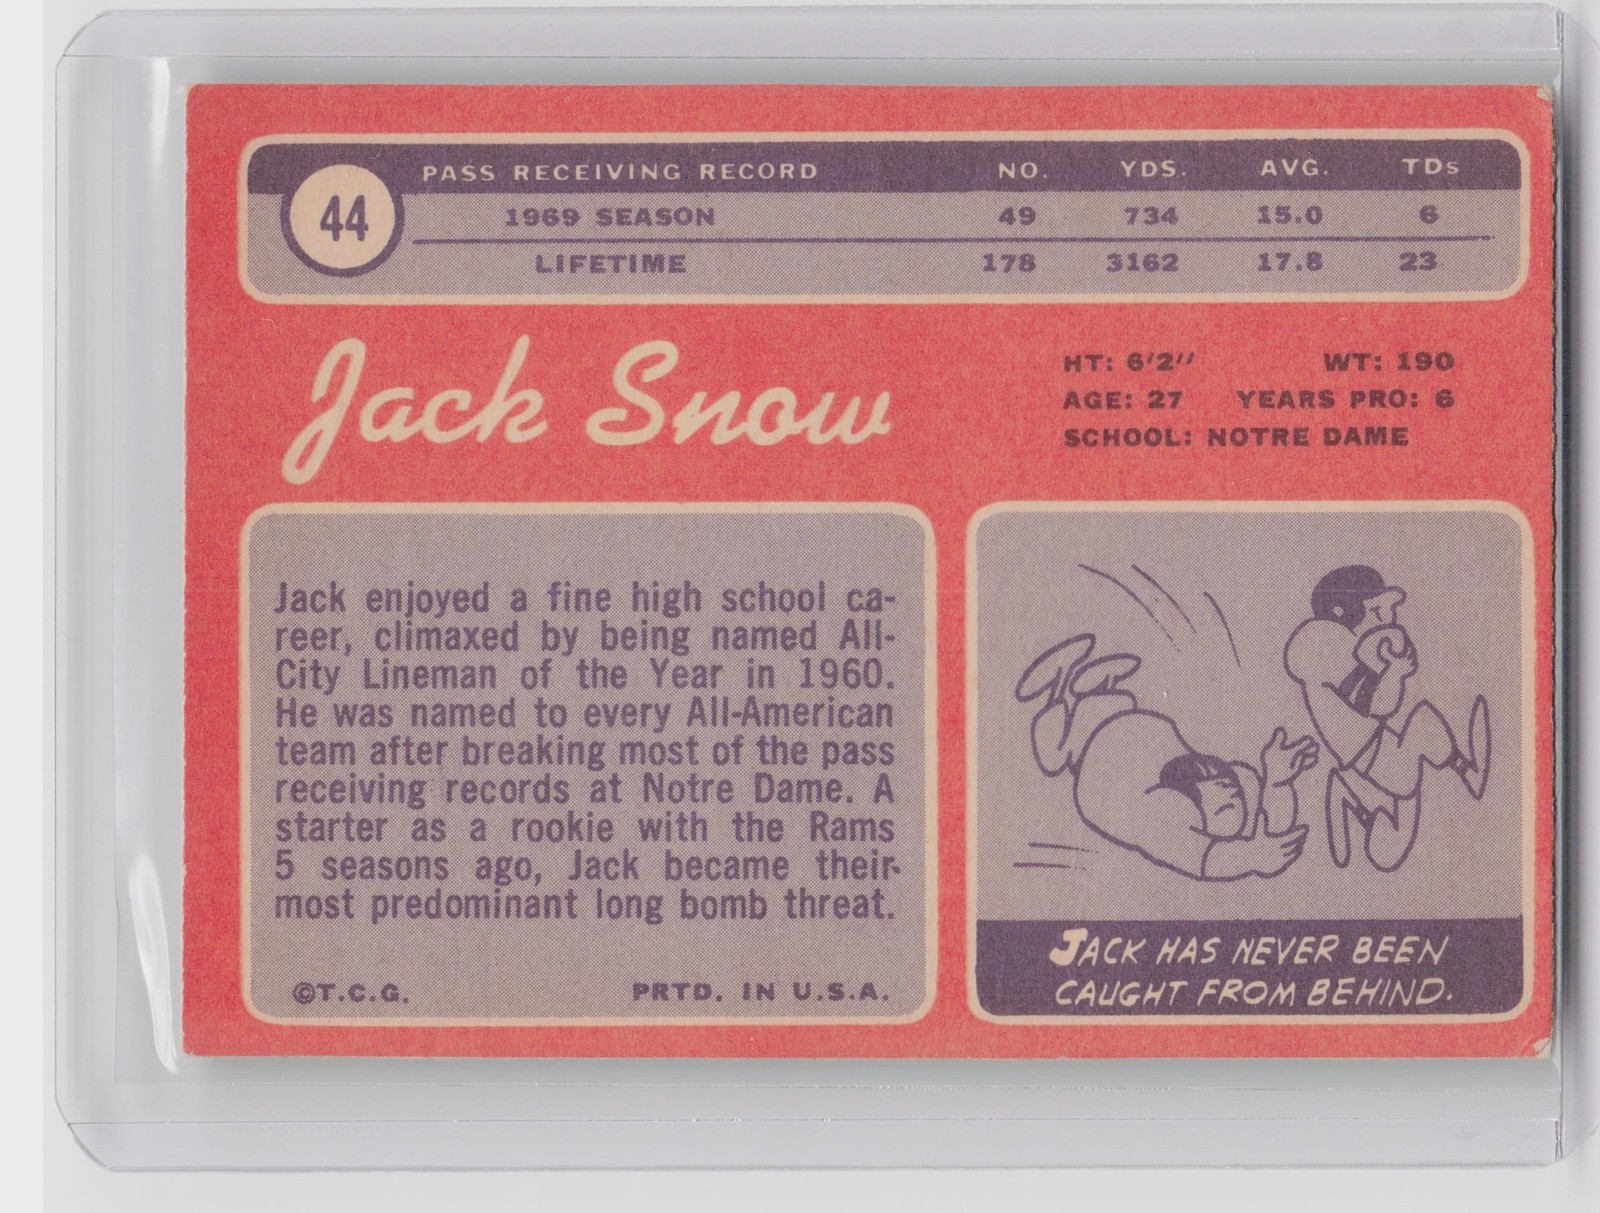 44
PASS RECEIVING RECORD NO. YDS. AVG. TDs
1969 SEASON 49 734 15.0 6
LIFETIME 178 3162 17.8 23
Jack Snow
HT: 6'2" WT: 190
AGE: 27 YEARS PRO: 6
SCHOOL: NOTRE DAME
Jack enjoyed a fine high school ca-
reer, climaxed by being named All-
City Lineman of the Year in 1960.
He was named to every All-American
team after breaking most of the pass
receiving records at Notre Dame. A
starter as a rookie with the Rams
5 seasons ago, Jack became their
most predominant long bomb threat.
©T.C.G. PRTD. IN U.S.A.
JACK HAS NEVER BEEN
CAUGHT FROM BEHIND.